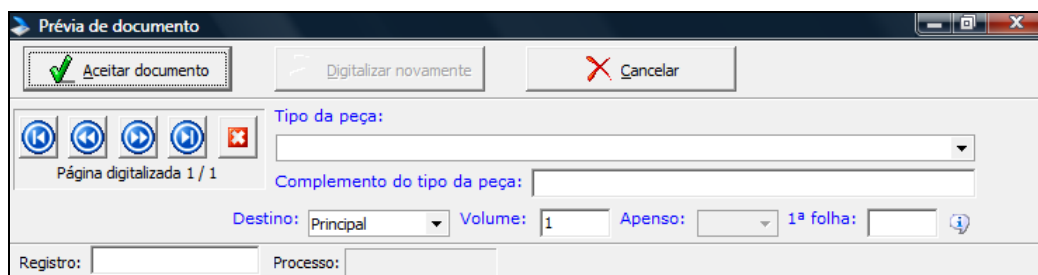 Prévia de documento
Aceitar documento Digitalizar novamente Cancelar
Tipo da peça:
Página digitalizada 1 / 1
Complemento do tipo da peça:
Destino: Principal Volume: 1 Apenso: 1ª folha:
Registro: Processo: